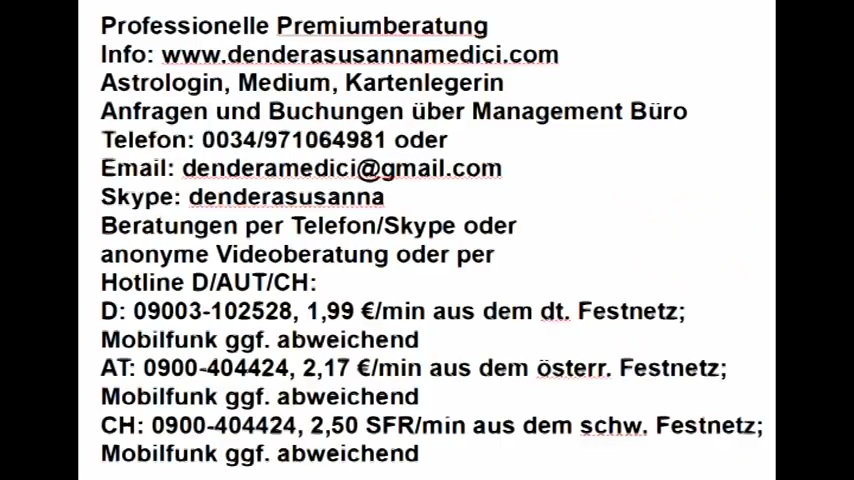 Professionelle Premiumberatung
Info: www.denderasusannamedici.com
Astrologin, Medium, Kartenlegerin
Anfragen und Buchungen über Management Büro
Telefon: 0034/971064981 oder
Email: denderamedici@gmail.com
Skype: denderasusanna
Beratungen per Telefon/Skype oder
anonyme Videoberatung oder per
Hotline D/AUT/CH:
D: 09003-102528, 1,99 €/min aus dem dt. Festnetz;
Mobilfunk ggf. abweichend
AT: 0900-404424, 2,17 €/min aus dem österr. Festnetz;
Mobilfunk ggf. abweichend
CH: 0900-404424, 2,50 SFR/min aus dem schw. Festnetz;
Mobilfunk ggf. abweichend